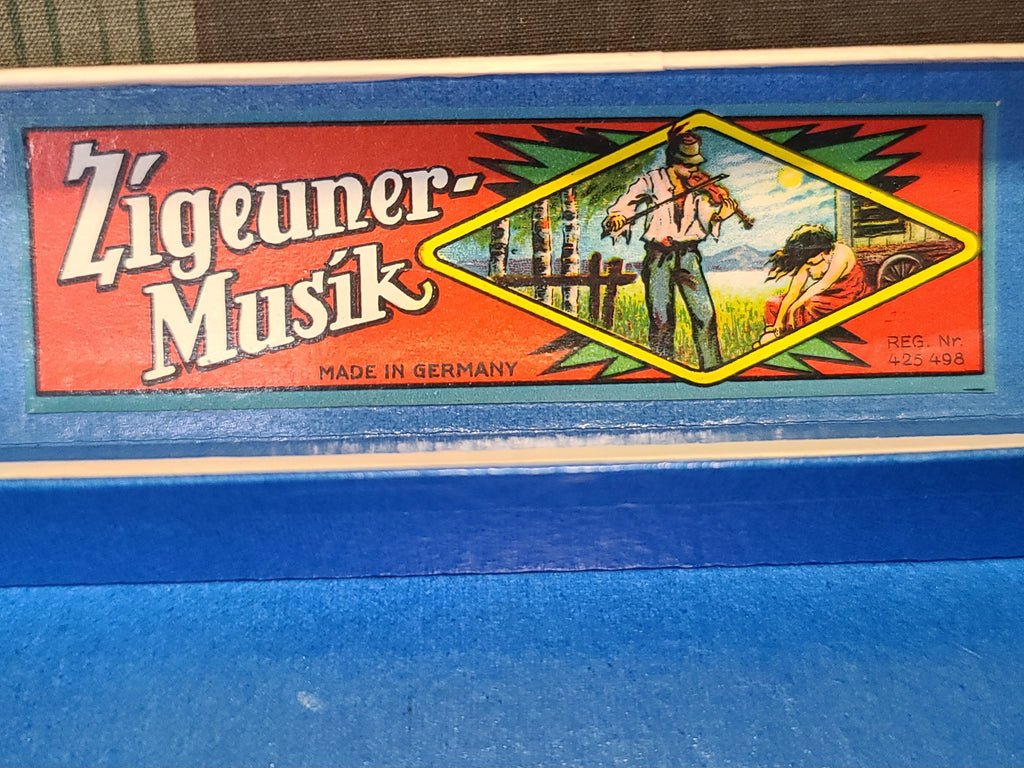 Zigeuner-
Musik
MADE IN GERMANY
REG. Nr.
425 498